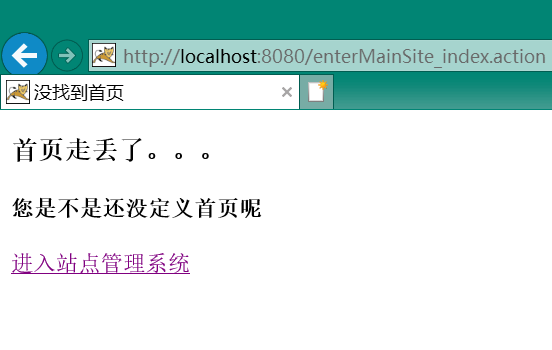 http://localhost:8080/enterMainSite_index.action
没找到首页
首页走丢了。。。
您是不是还没定义首页呢
进入站点管理系统